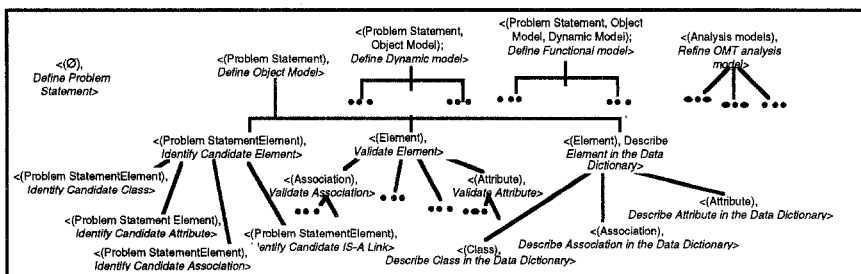 <(Ø),
Define Problem
Statement>
<(Problem Statement),
Define Object Model>
<(Problem Statement,
Object Model);
Define Dynamic model>
<(Problem Statement, Object
Model, Dynamic Model);
Define Functional model>
<(Analysis models),
Refine OMT analysis
model>
<(Problem StatementElement),
Identify Candidate Element>
<(Element),
Validate Element>
<(Element), Describe
Element in the Data
Dictionary>
<(Problem StatementElement),
Identify Candidate Class>
<(Association),
Validate Association>
<(Attribute),
Validate Attribute>
<(Problem Statement Element),
Identify Candidate Attribute>
<(Problem StatementElement),
Identify Candidate Association>
<(Problem StatementElement),
dentify Candidate IS-A Link>
<(Class),
Describe Class in the Data Dictionary>
<(Association),
Describe Association in the Data Dictionary>
<(Attribute),
Describe Attribute in the Data Dictionary>